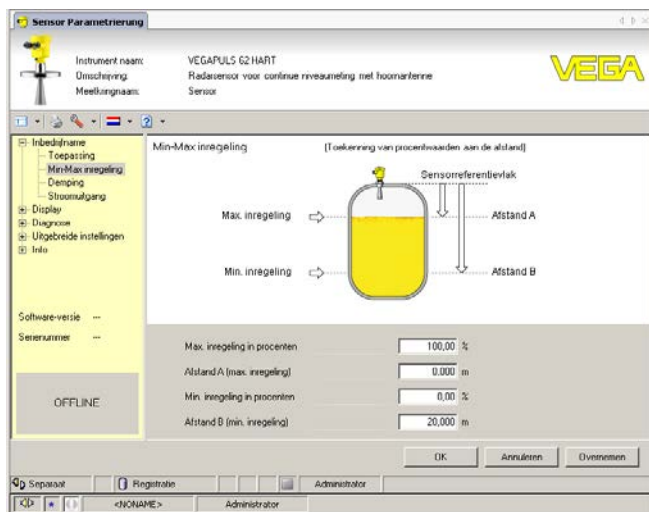 Sensor Parametrierung
Instrument naam: VEGAPULS 62 HART
Omschrijving: Radarsensor voor continue niveaumeting met hoornantenne
Meetkringnaam: Sensor
VEGA
Inbedrijfname
Toepassing
Min-Max inregeling
Demping
Stroomuitgang
Display
Diagnose
Uitgebreide instellingen
Info
Software-versie ---
Serienummer ---
OFFLINE
Min-Max inregeling (Toekenning van procentwaarden aan de afstand)
Sensorreferentievlak
Max. inregeling
Afstand A
Min. inregeling
Afstand B
Max. inregeling in procenten 100,00 %
Afstand A (max. inregeling) 0.000 m
Min. inregeling in procenten 0,00 %
Afstand B (min. inregeling) 20,000 m
OK Annuleren Overnemen
Separaat Registratie Administrator
<NONAME> Administrator